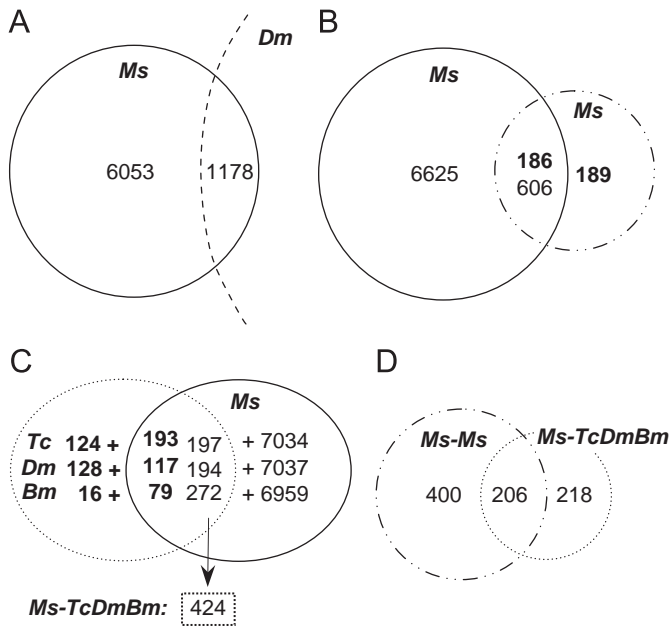 A
Dm
Ms
6053
1178
B
Ms
Ms
6625
186
606
189
C
Ms
Tc 124 + 193 197 + 7034
Dm 128 + 117 194 + 7037
Bm 16 + 79 272 + 6959
Ms-TcDmBm: 424
D
Ms-Ms
Ms-TcDmBm
400
206
218